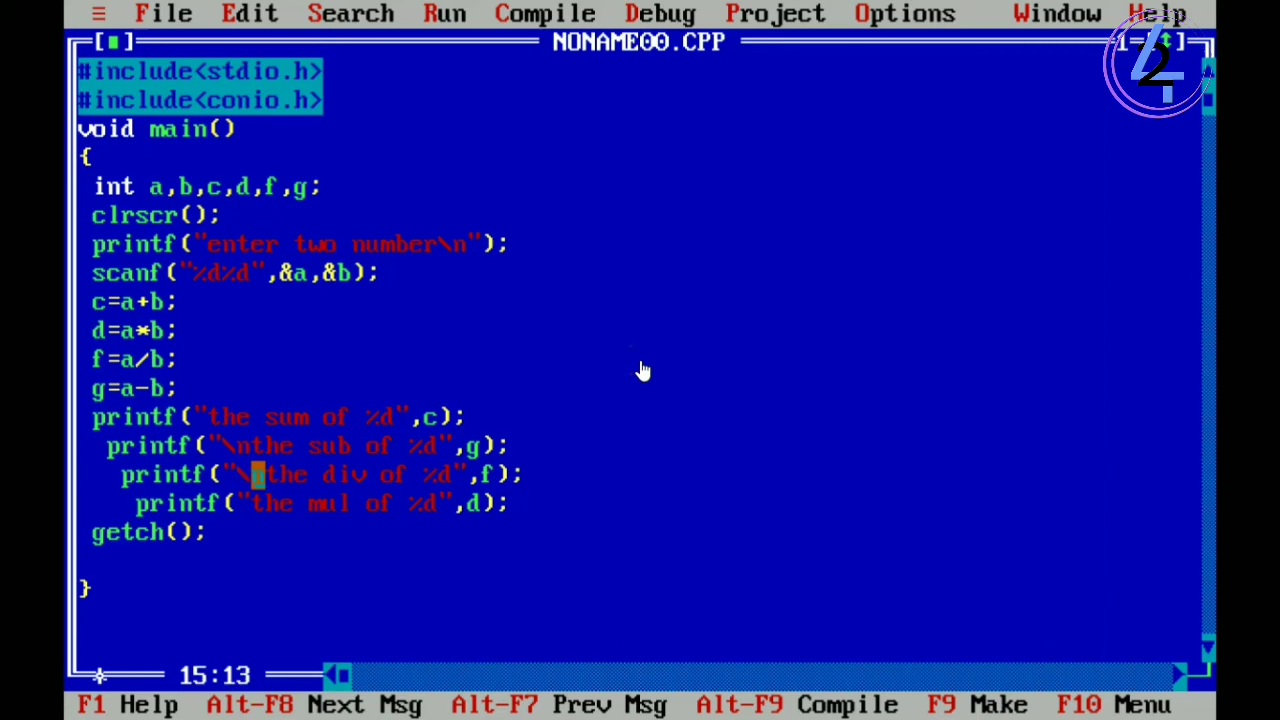 ≡ File Edit Search Run Compile Debug Project Options Window Help
[■] NONAME00.CPP 1=[↕]
#include<stdio.h>
#include<conio.h>
void main()
{
int a,b,c,d,f,g;
clrscr();
printf("enter two number\n");
scanf("%d%d",&a,&b);
c=a+b;
d=a*b;
f=a/b;
g=a-b;
printf("the sum of %d",c);
printf("\nthe sub of %d",g);
printf("\nthe div of %d",f);
printf("the mul of %d",d);
getch();
}
15:13
F1 Help Alt-F8 Next Msg Alt-F7 Prev Msg Alt-F9 Compile F9 Make F10 Menu